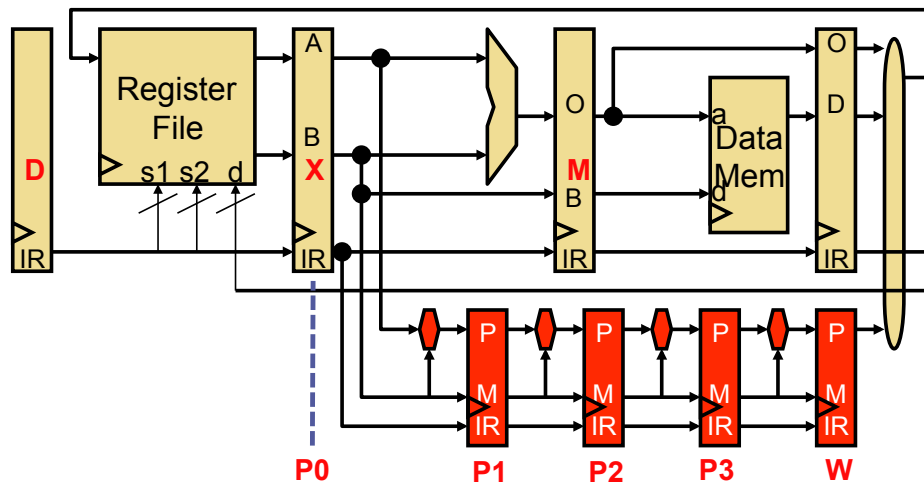 A
O
O
Register
File
a
D
B
O
Data
Mem
D
X
M
s1 s2 d
B
d
IR
IR
IR
IR
P
P
P
P
M
M
M
M
IR
IR
IR
IR
P0
P1
P2
P3
W